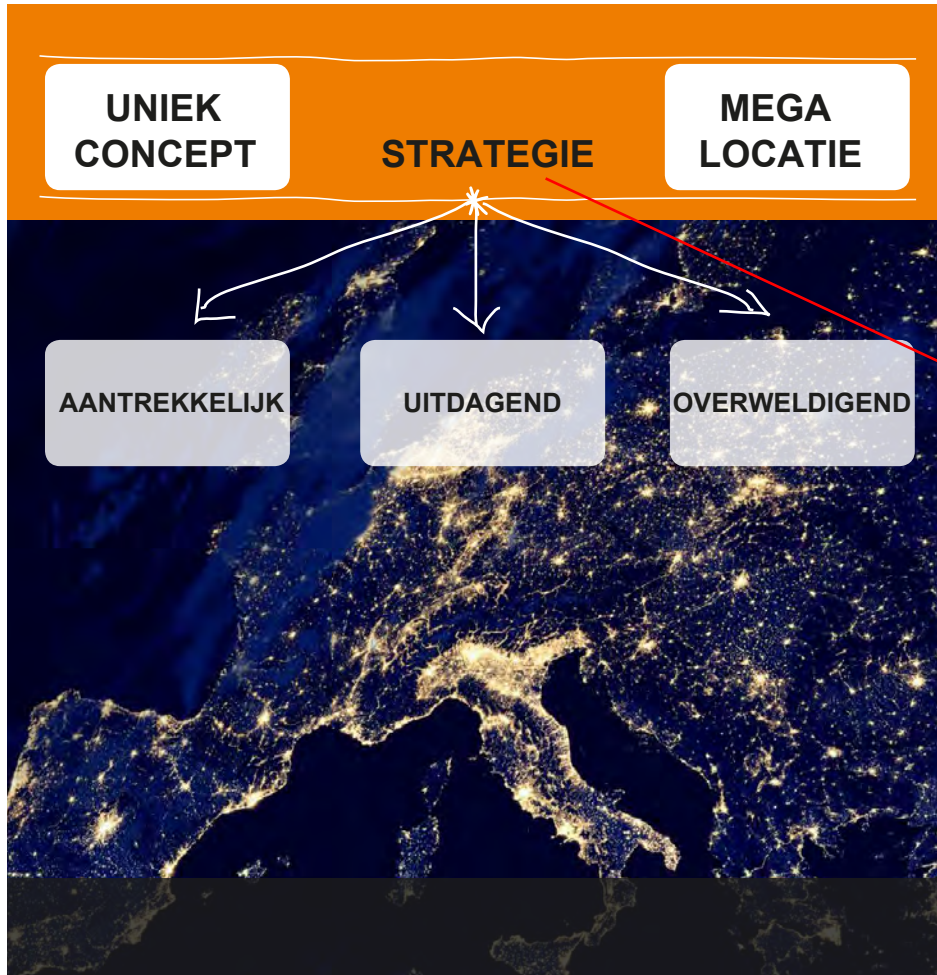 UNIEK
CONCEPT
STRATEGIE
MEGA
LOCATIE
AANTREKKELIJK
UITDAGEND
OVERWELDIGEND